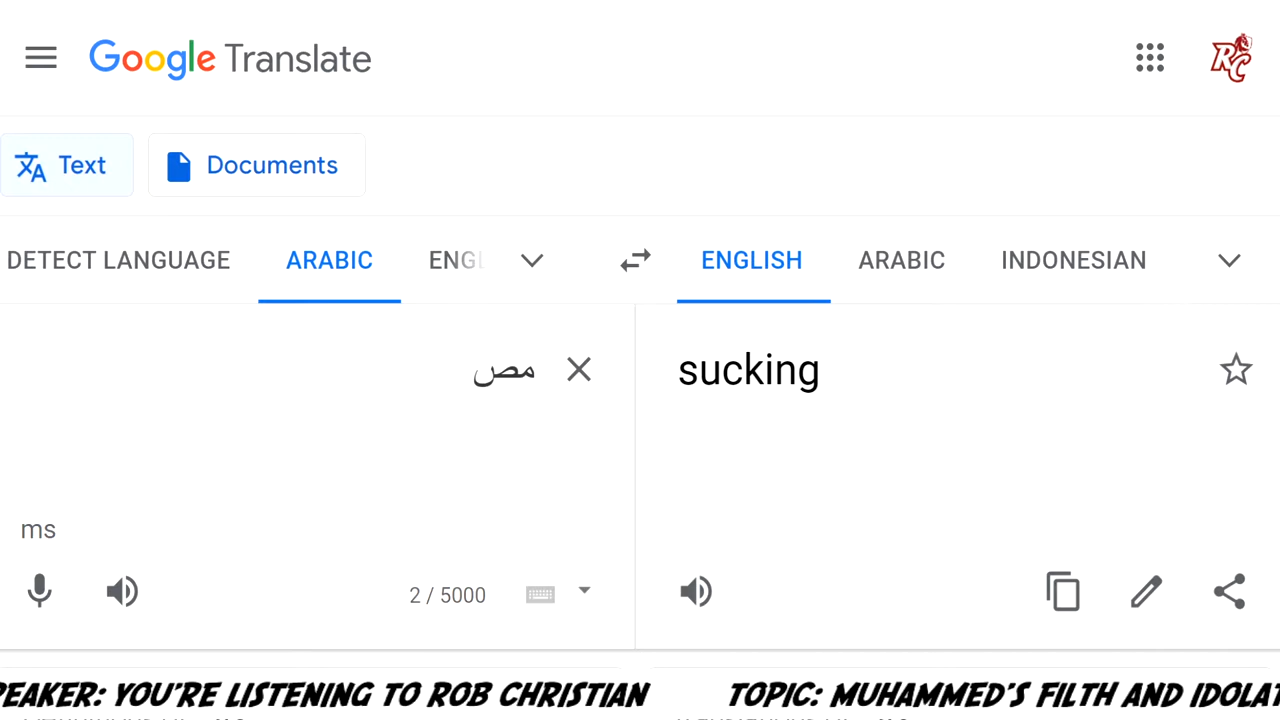 Google Translate
RC
Text
Documents
DETECT LANGUAGE
ARABIC
ENGL
ENGLISH
ARABIC
INDONESIAN
مص
sucking
ms
2 / 5000
PEAKER: YOU'RE LISTENING TO ROB CHRISTIAN
TOPIC: MUHAMMED'S FILTH AND IDOLAT